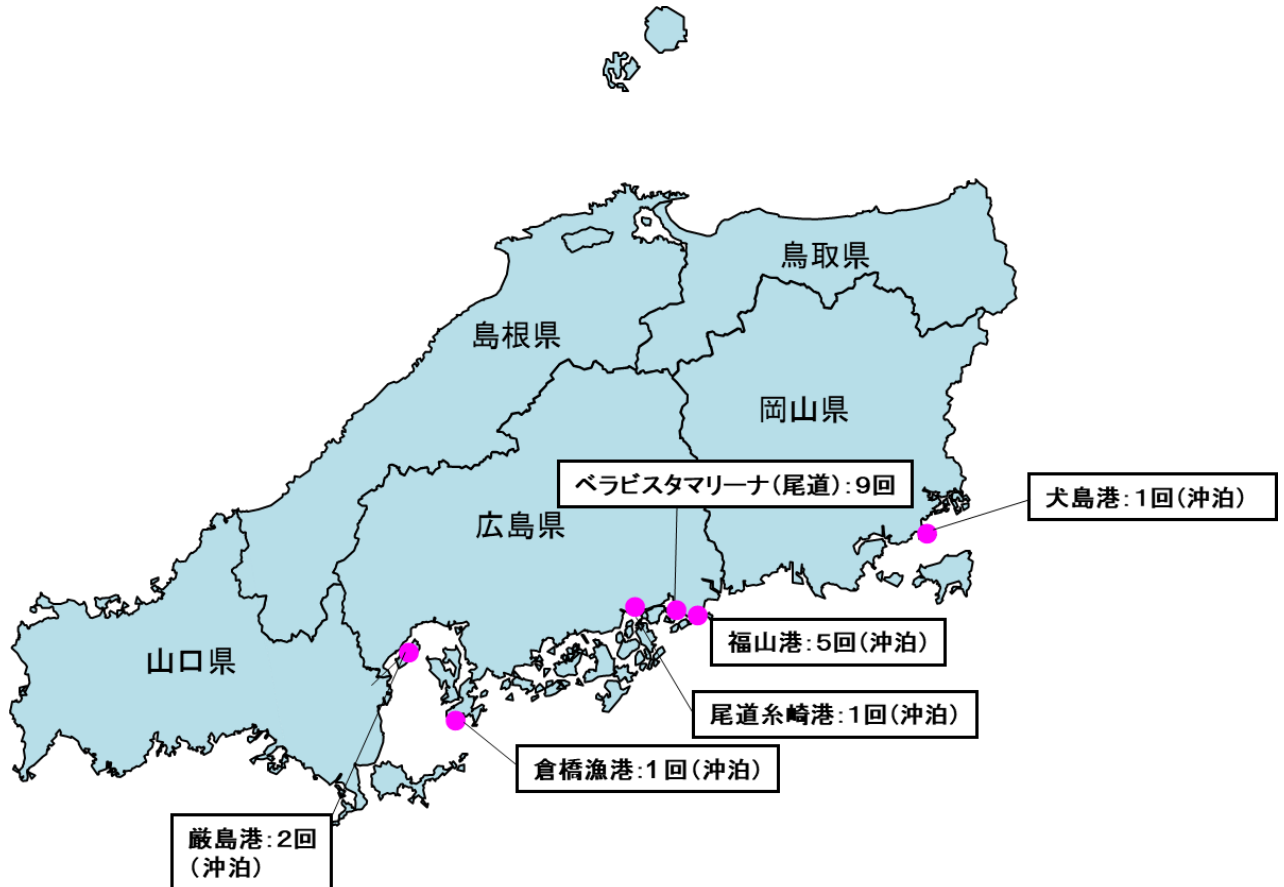 鳥取県
島根県
岡山県
ベラビスタマリーナ(尾道):9回
犬島港:1回(沖泊)
広島県
福山港:5回(沖泊)
山口県
尾道糸崎港:1回(沖泊)
倉橋漁港:1回(沖泊)
厳島港:2回
(沖泊)